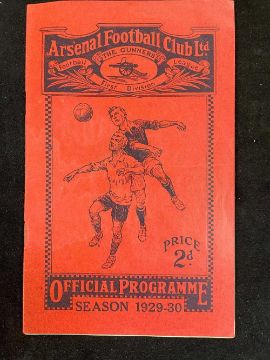 Arsenal Football Club Ltd
THE GUNNERS
Football League
First Division
PRICE
2d.
OFFICIAL PROGRAMME
SEASON 1929-30